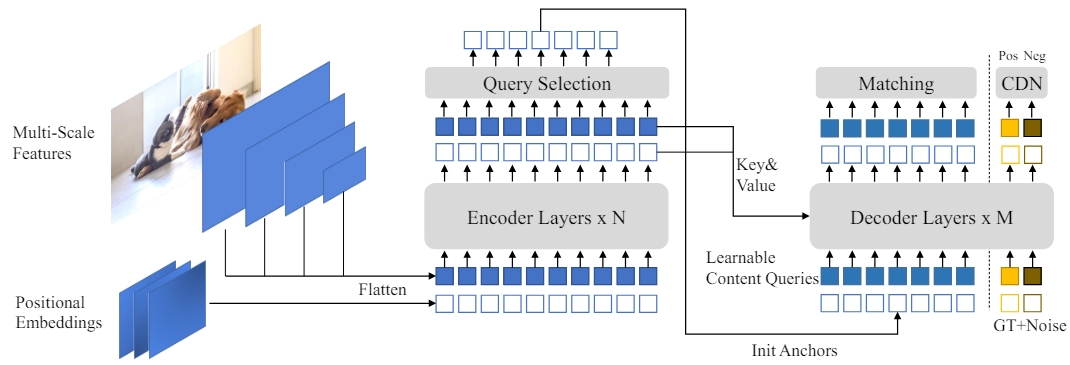 Multi-Scale
Features
Positional
Embeddings
Flatten
Query Selection
Encoder Layers x N
Key&
Value
Init Anchors
Matching
Decoder Layers x M
Learnable
Content Queries
Pos Neg
CDN
GT+Noise